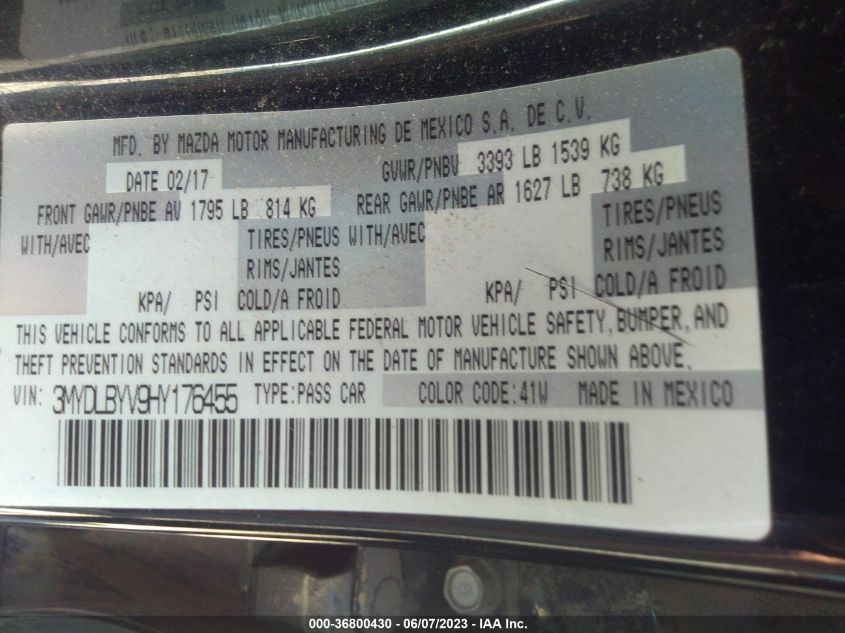 MFD. BY MAZDA MOTOR MANUFACTURING DE MEXICO S.A. DE C.V.
DATE 02/17 GVWR/PNBV 3393 LB 1539 KG
FRONT GAWR/PNBE AV 1795 LB 814 KG REAR GAWR/PNBE AR 1627 LB 738 KG
WITH/AVEC TIRES/PNEUS WITH/AVEC TIRES/PNEUS
RIMS/JANTES RIMS/JANTES
KPA/ PSI COLD/A FROID KPA/ PSI COLD/A FROID
THIS VEHICLE CONFORMS TO ALL APPLICABLE FEDERAL MOTOR VEHICLE SAFETY, BUMPER, AND
THEFT PREVENTION STANDARDS IN EFFECT ON THE DATE OF MANUFACTURE SHOWN ABOVE.
VIN: 3MYDLBYV9HY176455 TYPE:PASS CAR COLOR CODE:41W MADE IN MEXICO
000-36800430 - 06/07/2023 - IAA Inc.